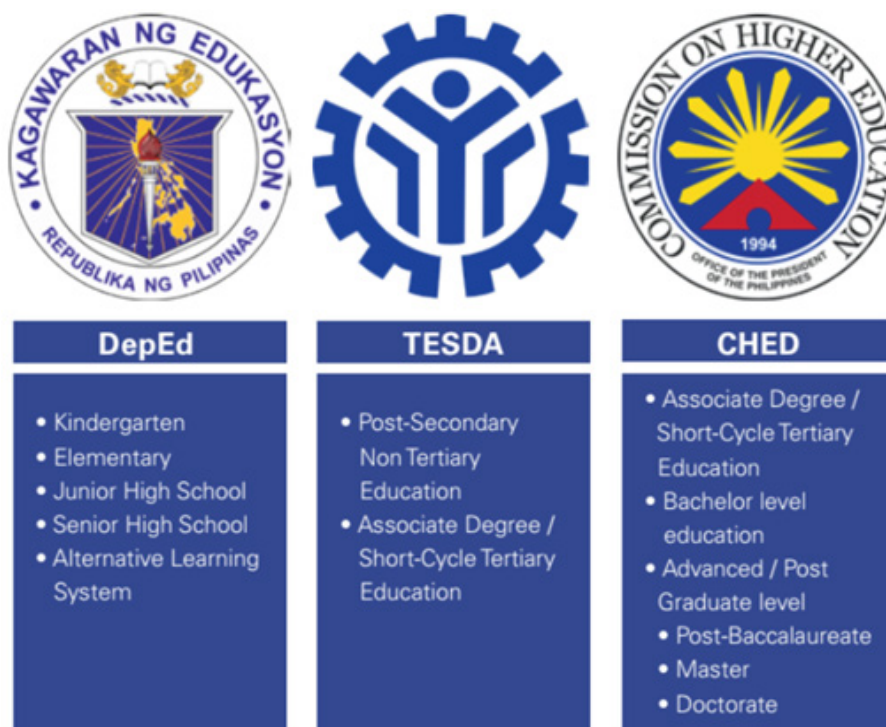 KAGAWARAN NG EDUKASYON
REPUBLIKA NG PILIPINAS
COMMISSION ON HIGHER EDUCATION
1994
OFFICE OF THE PRESIDENT
OF THE PHILIPPINES
DepEd
• Kindergarten
• Elementary
• Junior High School
• Senior High School
• Alternative Learning
System
TESDA
• Post-Secondary
Non Tertiary
Education
• Associate Degree /
Short-Cycle Tertiary
Education
CHED
• Associate Degree /
Short-Cycle Tertiary
Education
• Bachelor level
education
• Advanced / Post
Graduate level
• Post-Baccalaureate
• Master
• Doctorate